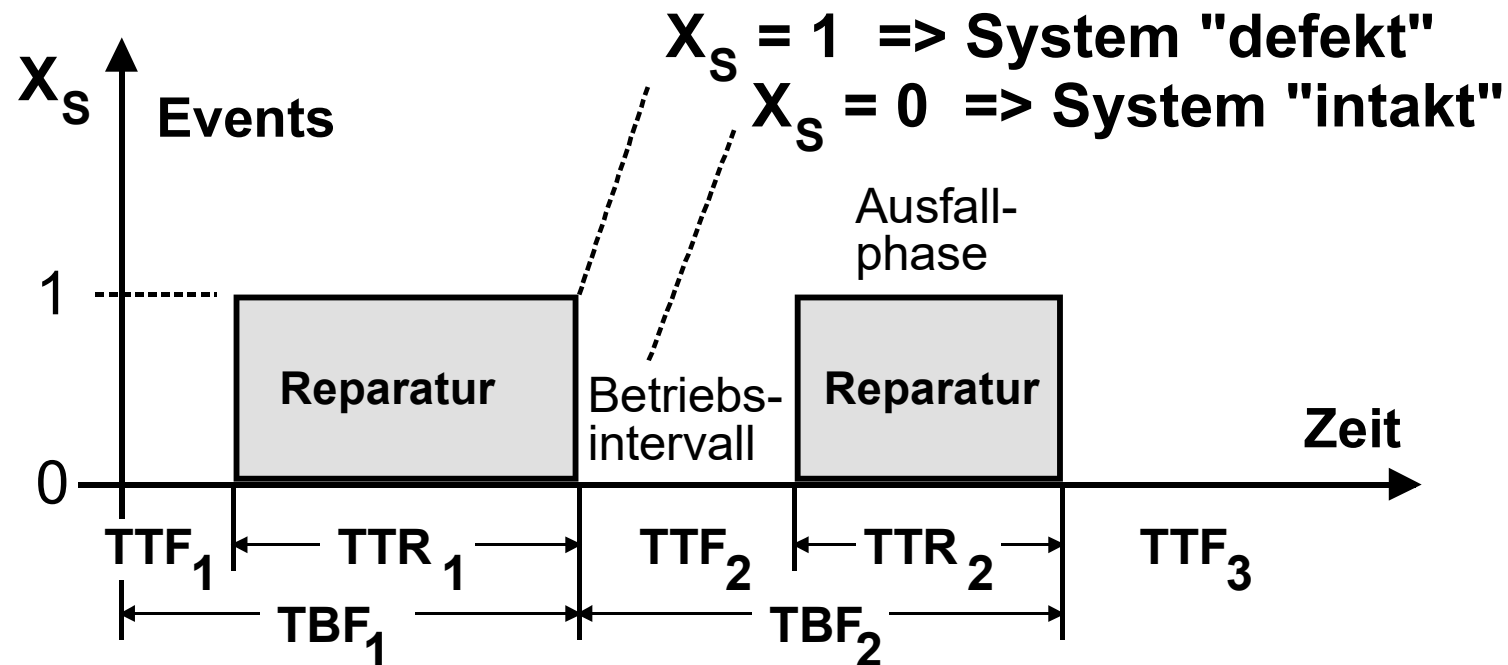 X_S = 1 => System "defekt"
X_S = 0 => System "intakt"
X_S
Events
Ausfall-
phase
1
Reparatur
Betriebs-
intervall
Reparatur
Zeit
0
TTF_1 TTR_1 TTF_2 TTR_2 TTF_3
TBF_1 TBF_2